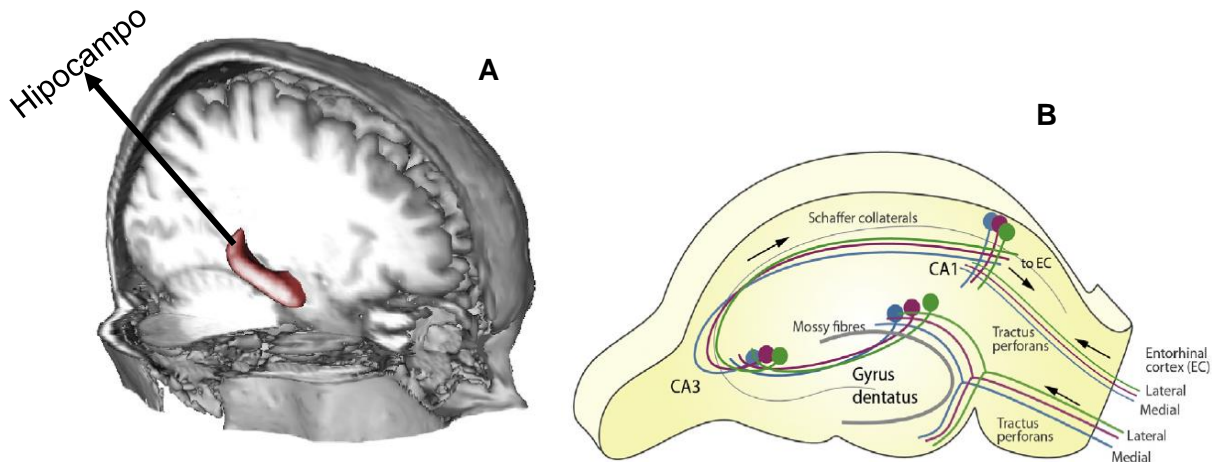 Hipocampo
A
B
Schaffer collaterals
to EC
CA1
Mossy fibres
Tractus
perforans
Entorhinal
cortex (EC)
Lateral
Medial
CA3
Gyrus
dentatus
Tractus
perforans
Lateral
Medial